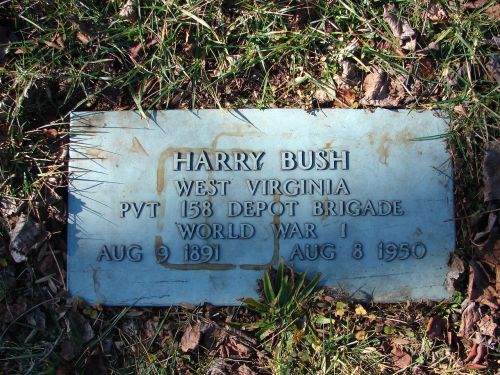 HARRY BUSH
WEST VIRGINIA
PVT 158 DEPOT BRIGADE
WORLD WAR I
AUG 9 1891 AUG 8 1950